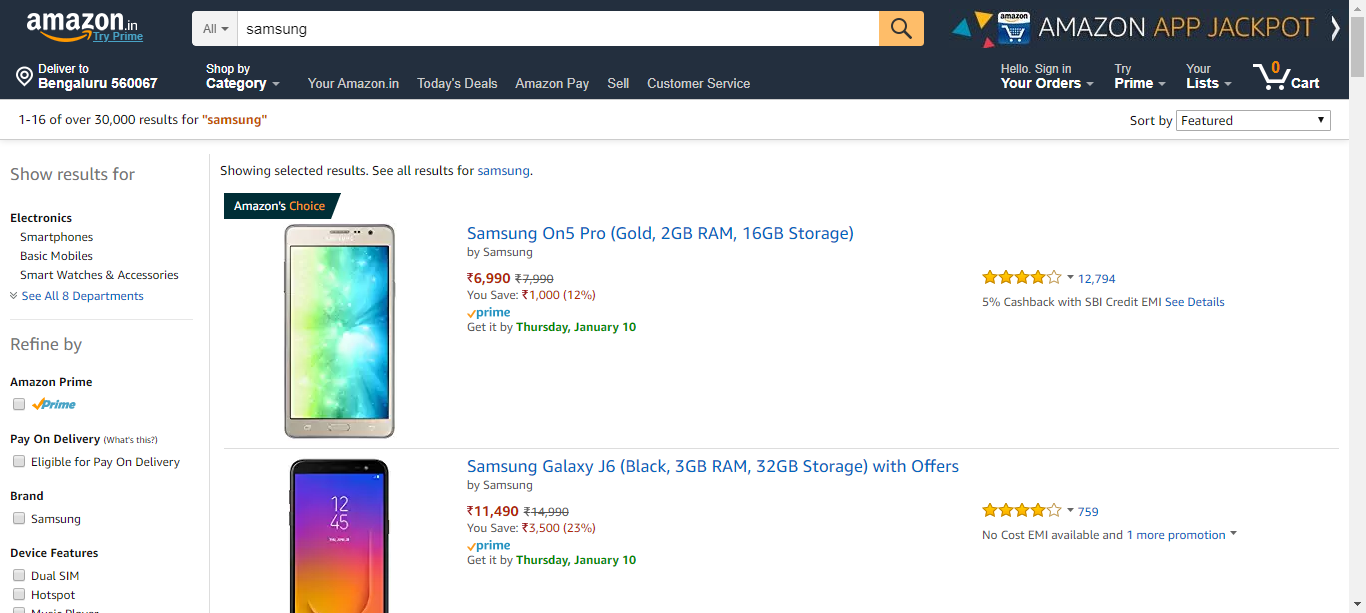 amazon.in
Try Prime
All
samsung
amazon
AMAZON APP JACKPOT
Deliver to
Bengaluru 560067
Shop by
Category
Your Amazon.in
Today's Deals
Amazon Pay
Sell
Customer Service
Hello. Sign in
Your Orders
Try
Prime
Your
Lists
0
Cart
1-16 of over 30,000 results for "samsung"
Sort by Featured
Show results for
Electronics
Smartphones
Basic Mobiles
Smart Watches & Accessories
See All 8 Departments
Refine by
Amazon Prime
Prime
Pay On Delivery (What's this?)
Eligible for Pay On Delivery
Brand
Samsung
Device Features
Dual SIM
Hotspot
Music Player
Showing selected results. See all results for samsung.
Amazon's Choice
Samsung On5 Pro (Gold, 2GB RAM, 16GB Storage)
by Samsung
₹6,990 ₹7,990
You Save: ₹1,000 (12%)
prime
Get it by Thursday, January 10
12,794
5% Cashback with SBI Credit EMI See Details
12
45
Samsung Galaxy J6 (Black, 3GB RAM, 32GB Storage) with Offers
by Samsung
₹11,490 ₹14,990
You Save: ₹3,500 (23%)
prime
Get it by Thursday, January 10
759
No Cost EMI available and 1 more promotion